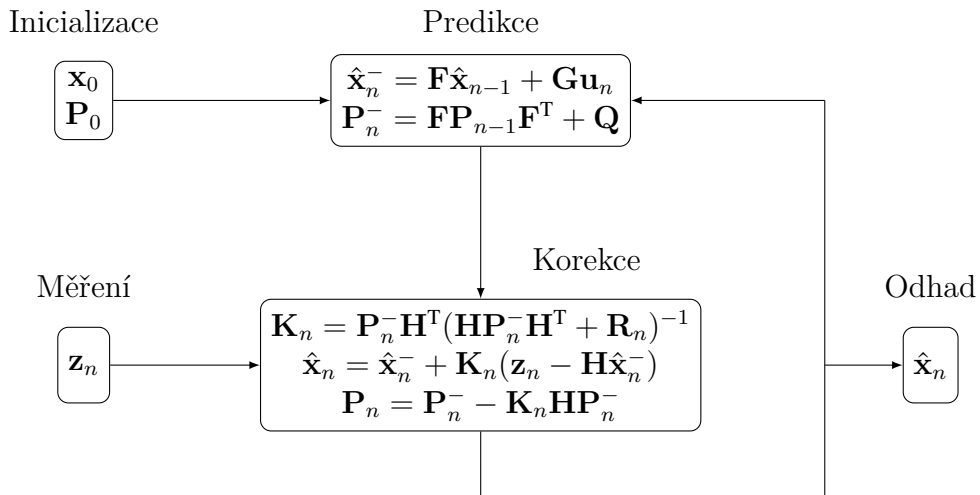 Inicializace
Predikce
x₀
P₀
x̂ₙ⁻ = Fx̂ₙ₋₁ + Guₙ
Pₙ⁻ = FPₙ₋₁Fᵀ + Q
Korekce
Měření
Odhad
zₙ
Kₙ = Pₙ⁻Hᵀ(HPₙ⁻Hᵀ + Rₙ)⁻¹
x̂ₙ = x̂ₙ⁻ + Kₙ(zₙ − Hx̂ₙ⁻)
Pₙ = Pₙ⁻ − KₙHPₙ⁻
x̂ₙ